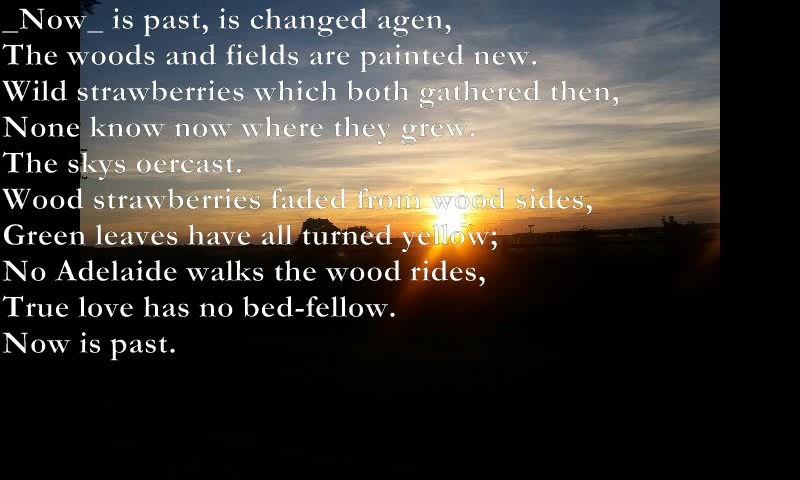 _Now_ is past, is changed agen,
The woods and fields are painted new.
Wild strawberries which both gathered then,
None know now where they grew.
The skys oercast.
Wood strawberries faded from wood sides,
Green leaves have all turned yellow;
No Adelaide walks the wood rides,
True love has no bed-fellow.
Now is past.